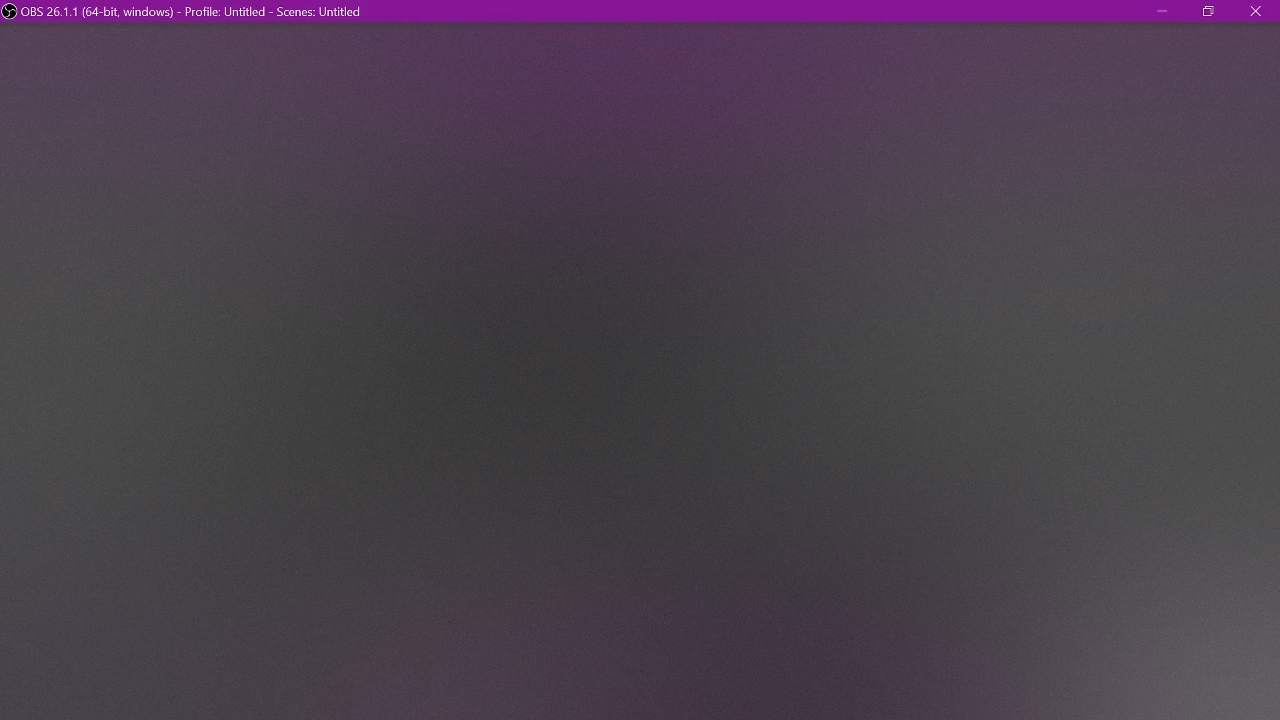 OBS 26.1.1 (64-bit, windows) - Profile: Untitled - Scenes: Untitled